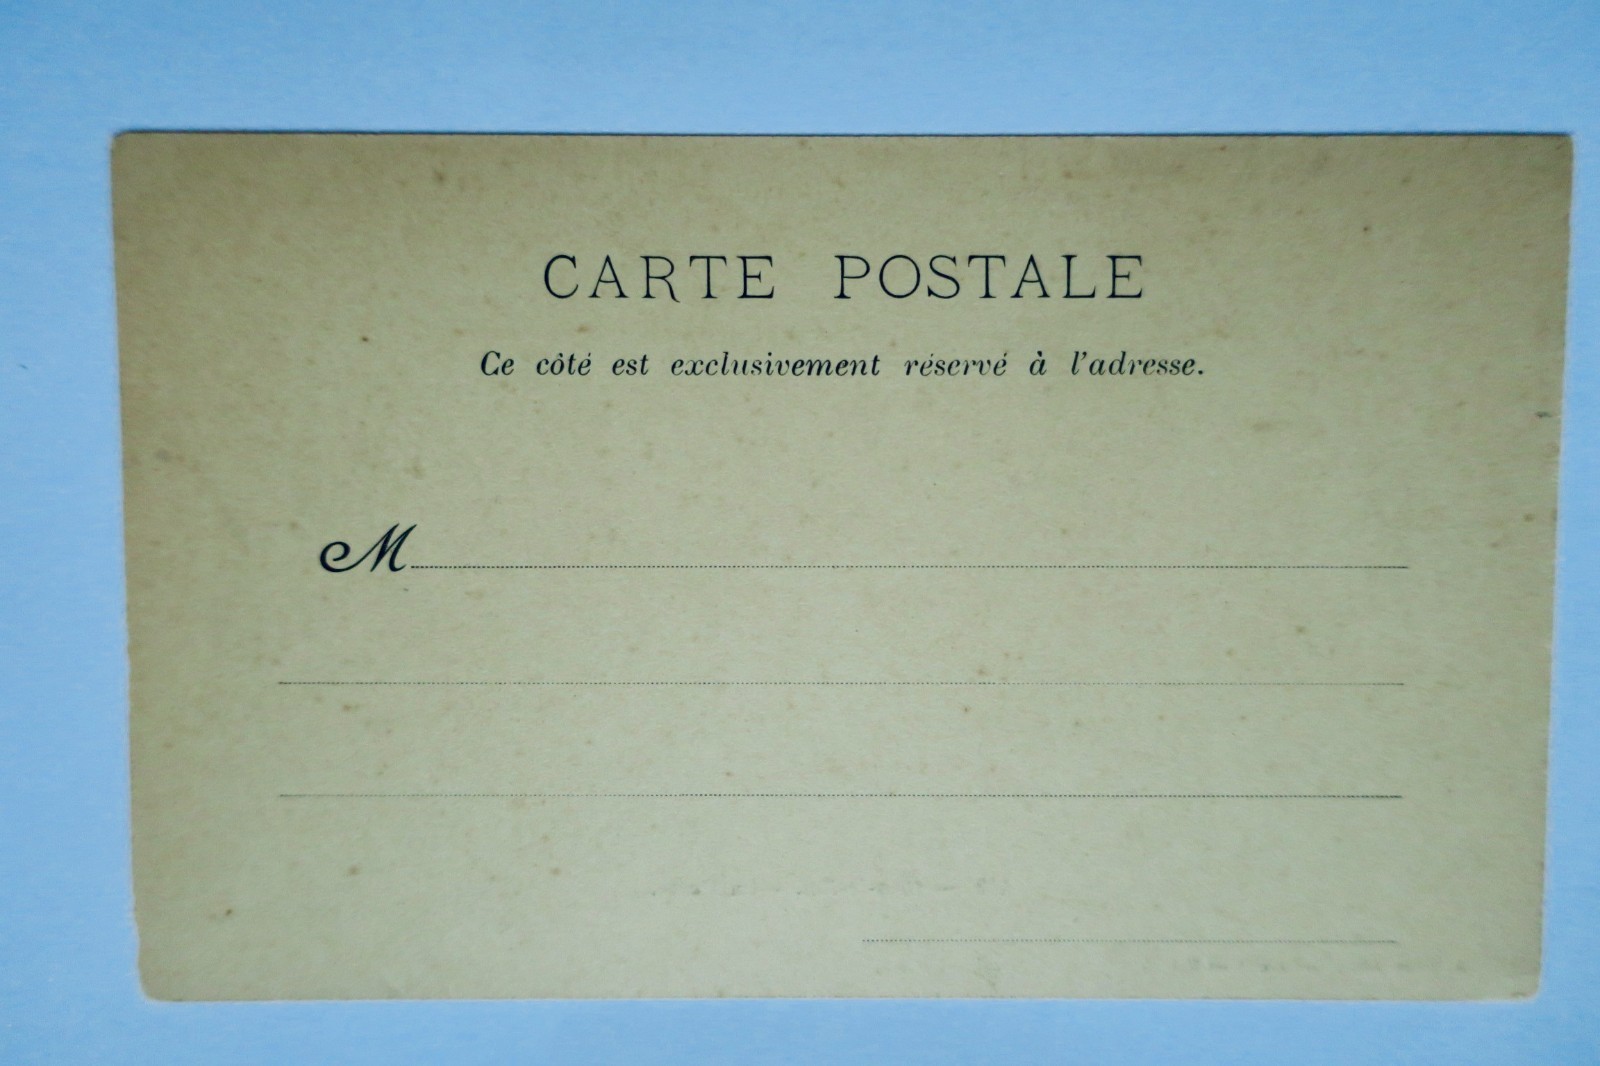 CARTE POSTALE
Ce côté est exclusivement réservé à l'adresse.
M